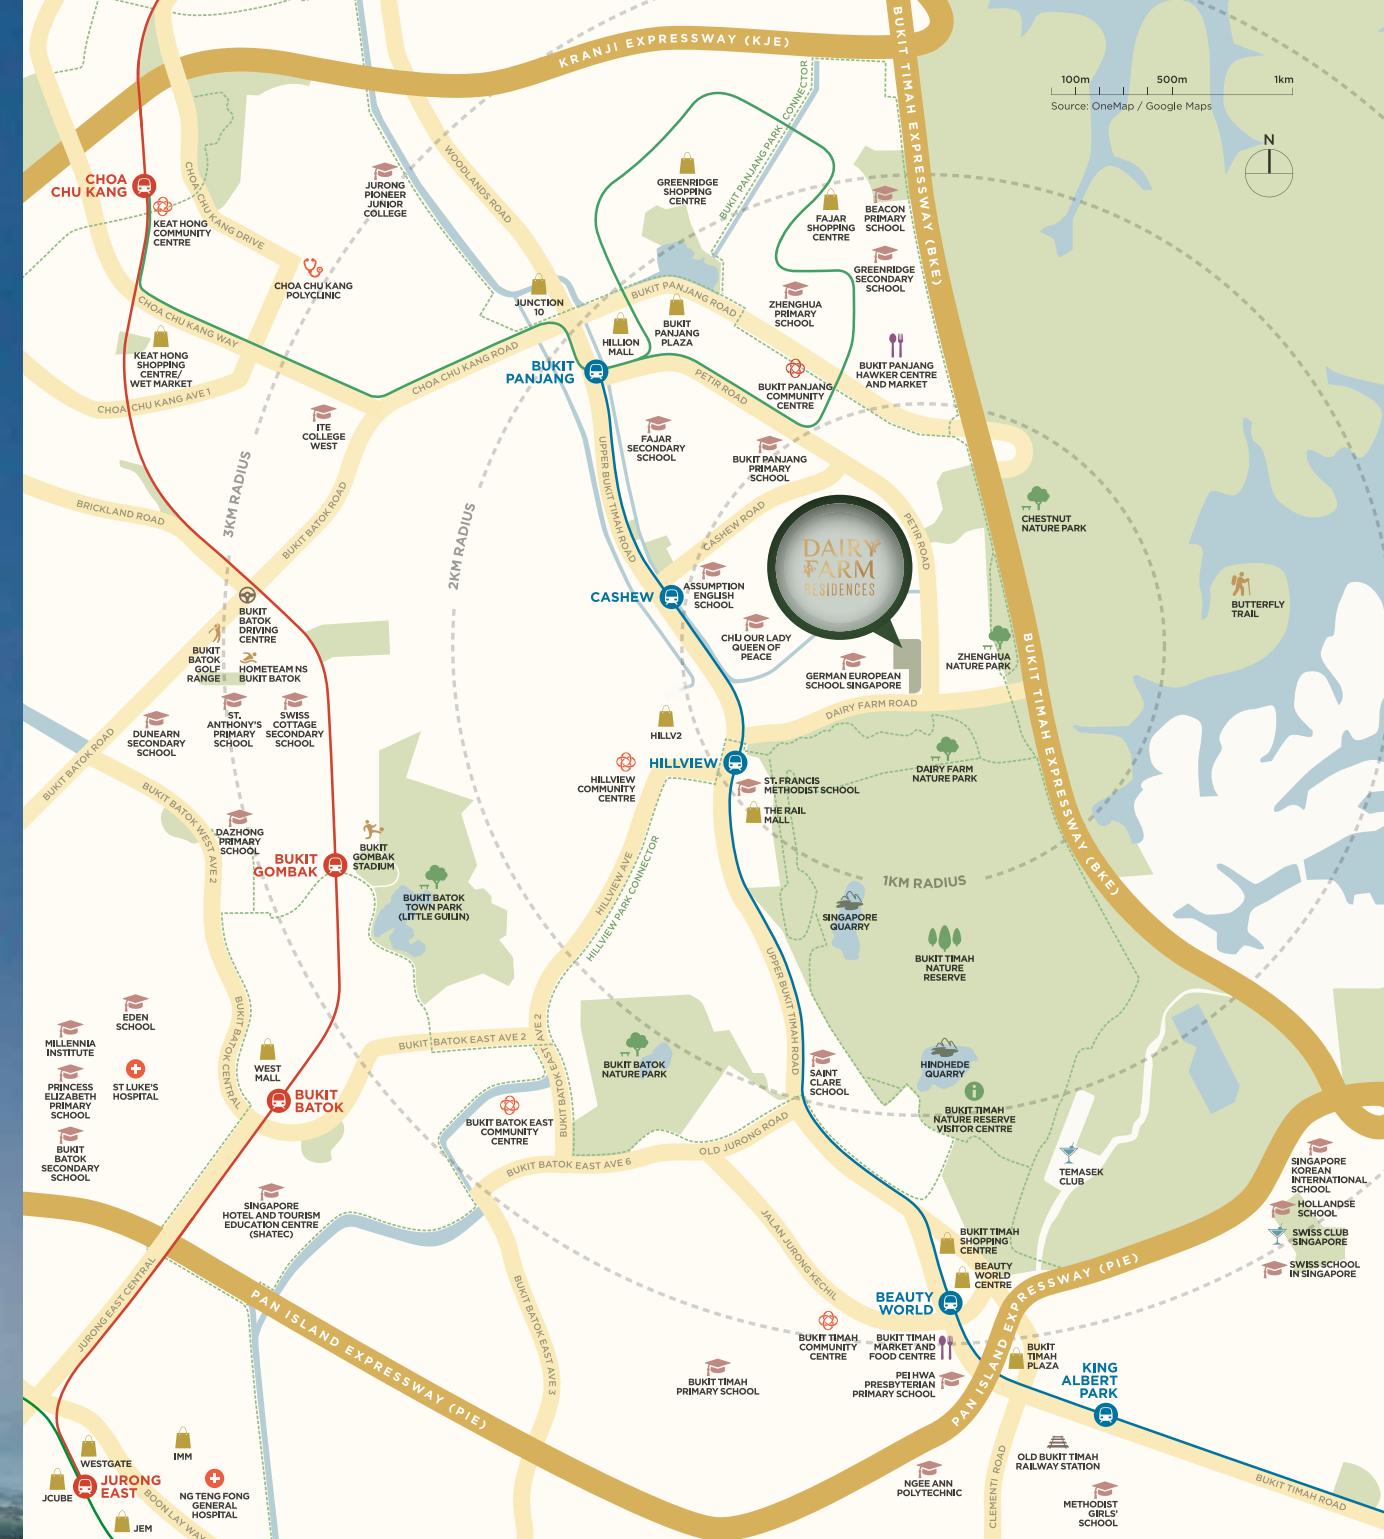 KRANJI EXPRESSWAY (KJE)
BUKIT TIMAH EXPRESSWAY (BKE)
100m
500m
1km
Source: OneMap / Google Maps
N
CHOA
CHU KANG
KEAT HONG
COMMUNITY
CENTRE
CHOA CHU KANG DRIVE
JURONG
PIONEER
JUNIOR
COLLEGE
WOODLANDS ROAD
GREENRIDGE
SHOPPING
CENTRE
BUKIT PANJANG PARK CONNECTOR
FAJAR
SHOPPING
CENTRE
BEACON
PRIMARY
SCHOOL
GREENRIDGE
SECONDARY
SCHOOL
CHOA CHU KANG
POLYCLINIC
CHOA CHU KANG WAY
JUNCTION
10
BUKIT PANJANG ROAD
ZHENGHUA
PRIMARY
SCHOOL
HILLION
MALL
BUKIT
PANJANG
PLAZA
KEAT HONG
SHOPPING
CENTRE/
WET MARKET
CHOA CHU KANG AVE 1
CHOA CHU KANG ROAD
BUKIT
PANJANG
PETIR ROAD
BUKIT PANJANG
COMMUNITY
CENTRE
BUKIT PANJANG
HAWKER CENTRE
AND MARKET
ITE
COLLEGE
WEST
FAJAR
SECONDARY
SCHOOL
BUKIT PANJANG
PRIMARY
SCHOOL
UPPER BUKIT TIMAH ROAD
3KM RADIUS
2KM RADIUS
BRICKLAND ROAD
BUKIT BATOK ROAD
CASHEW ROAD
PETIR ROAD
CHESTNUT
NATURE PARK
DAIRY
FARM
RESIDENCES
BUTTERFLY
TRAIL
CASHEW
ASSUMPTION
ENGLISH
SCHOOL
CHIJ OUR LADY
QUEEN OF
PEACE
GERMAN EUROPEAN
SCHOOL SINGAPORE
ZHENGHUA
NATURE PARK
BUKIT TIMAH EXPRESSWAY (BKE)
BUKIT
BATOK
DRIVING
CENTRE
BUKIT
BATOK
GOLF
RANGE
HOMETEAM NS
BUKIT BATOK
ST.
ANTHONY'S
PRIMARY
SCHOOL
SWISS
COTTAGE
SECONDARY
SCHOOL
DUNEARN
SECONDARY
SCHOOL
BUKIT BATOK ROAD
BUKIT BATOK WEST AVE 2
DAIRY FARM ROAD
HILLV2
HILLVIEW
HILLVIEW
COMMUNITY
CENTRE
ST. FRANCIS
METHODIST SCHOOL
THE RAIL
MALL
DAIRY FARM
NATURE PARK
DAZHONG
PRIMARY
SCHOOL
BUKIT
GOMBAK
BUKIT
GOMBAK
STADIUM
BUKIT BATOK
TOWN PARK
(LITTLE GUILIN)
HILLVIEW AVE
HILLVIEW PARK CONNECTOR
1KM RADIUS
SINGAPORE
QUARRY
BUKIT TIMAH
NATURE
RESERVE
UPPER BUKIT TIMAH ROAD
EDEN
SCHOOL
MILLENNIA
INSTITUTE
PRINCESS
ELIZABETH
PRIMARY
SCHOOL
ST LUKE'S
HOSPITAL
BUKIT
BATOK
SECONDARY
SCHOOL
BUKIT BATOK CENTRAL
WEST
MALL
BUKIT
BATOK
BUKIT BATOK EAST AVE 2
BUKIT BATOK EAST AVE 2
BUKIT BATOK
NATURE PARK
BUKIT BATOK EAST
COMMUNITY
CENTRE
SAINT
CLARE
SCHOOL
HINDHEDE
QUARRY
BUKIT TIMAH
NATURE RESERVE
VISITOR CENTRE
OLD JURONG ROAD
BUKIT BATOK EAST AVE 6
TEMASEK
CLUB
SINGAPORE
KOREAN
INTERNATIONAL
SCHOOL
HOLLANDSE
SCHOOL
SWISS CLUB
SINGAPORE
SWISS SCHOOL
IN SINGAPORE
SINGAPORE
HOTEL AND TOURISM
EDUCATION CENTRE
(SHATEC)
JALAN JURONG KECHIL
BUKIT TIMAH
SHOPPING
CENTRE
BEAUTY
WORLD
CENTRE
BEAUTY
WORLD
PAN ISLAND EXPRESSWAY (PIE)
JURONG EAST CENTRAL
PAN ISLAND EXPRESSWAY (PIE)
BUKIT BATOK EAST AVE 3
BUKIT TIMAH
COMMUNITY
CENTRE
BUKIT TIMAH
MARKET AND
FOOD CENTRE
BUKIT
TIMAH
PLAZA
PEI HWA
PRESBYTERIAN
PRIMARY SCHOOL
BUKIT TIMAH
PRIMARY SCHOOL
KING
ALBERT
PARK
OLD BUKIT TIMAH
RAILWAY STATION
CLEMENTI ROAD
BUKIT TIMAH ROAD
NGEE ANN
POLYTECHNIC
METHODIST
GIRLS'
SCHOOL
WESTGATE
IMM
JCUBE
JURONG
EAST
JEM
BOON LAY WAY
NG TENG FONG
GENERAL
HOSPITAL